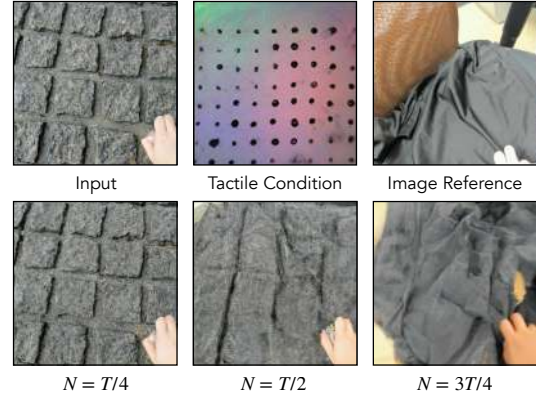 Input Tactile Condition Image Reference
N = T/4 N = T/2 N = 3T/4